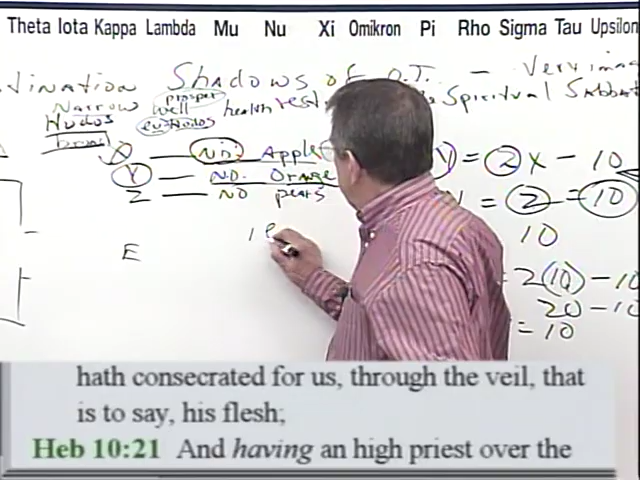 Theta Iota Kappa Lambda Mu Nu Xi Omikron Pi Rho Sigma Tau Upsilon
Shadows of O.T. -
prosper
Narrow well health rest Spiritual
Hudos eu-Hodos
X — No. Apple Y = 2X - 10
Y — No. Orange = 2 = 10
Z — NO pears
10
E
= 2(10) - 10
20 - 10
= 10
hath consecrated for us, through the veil, that
is to say, his flesh;
Heb 10:21 And having an high priest over the